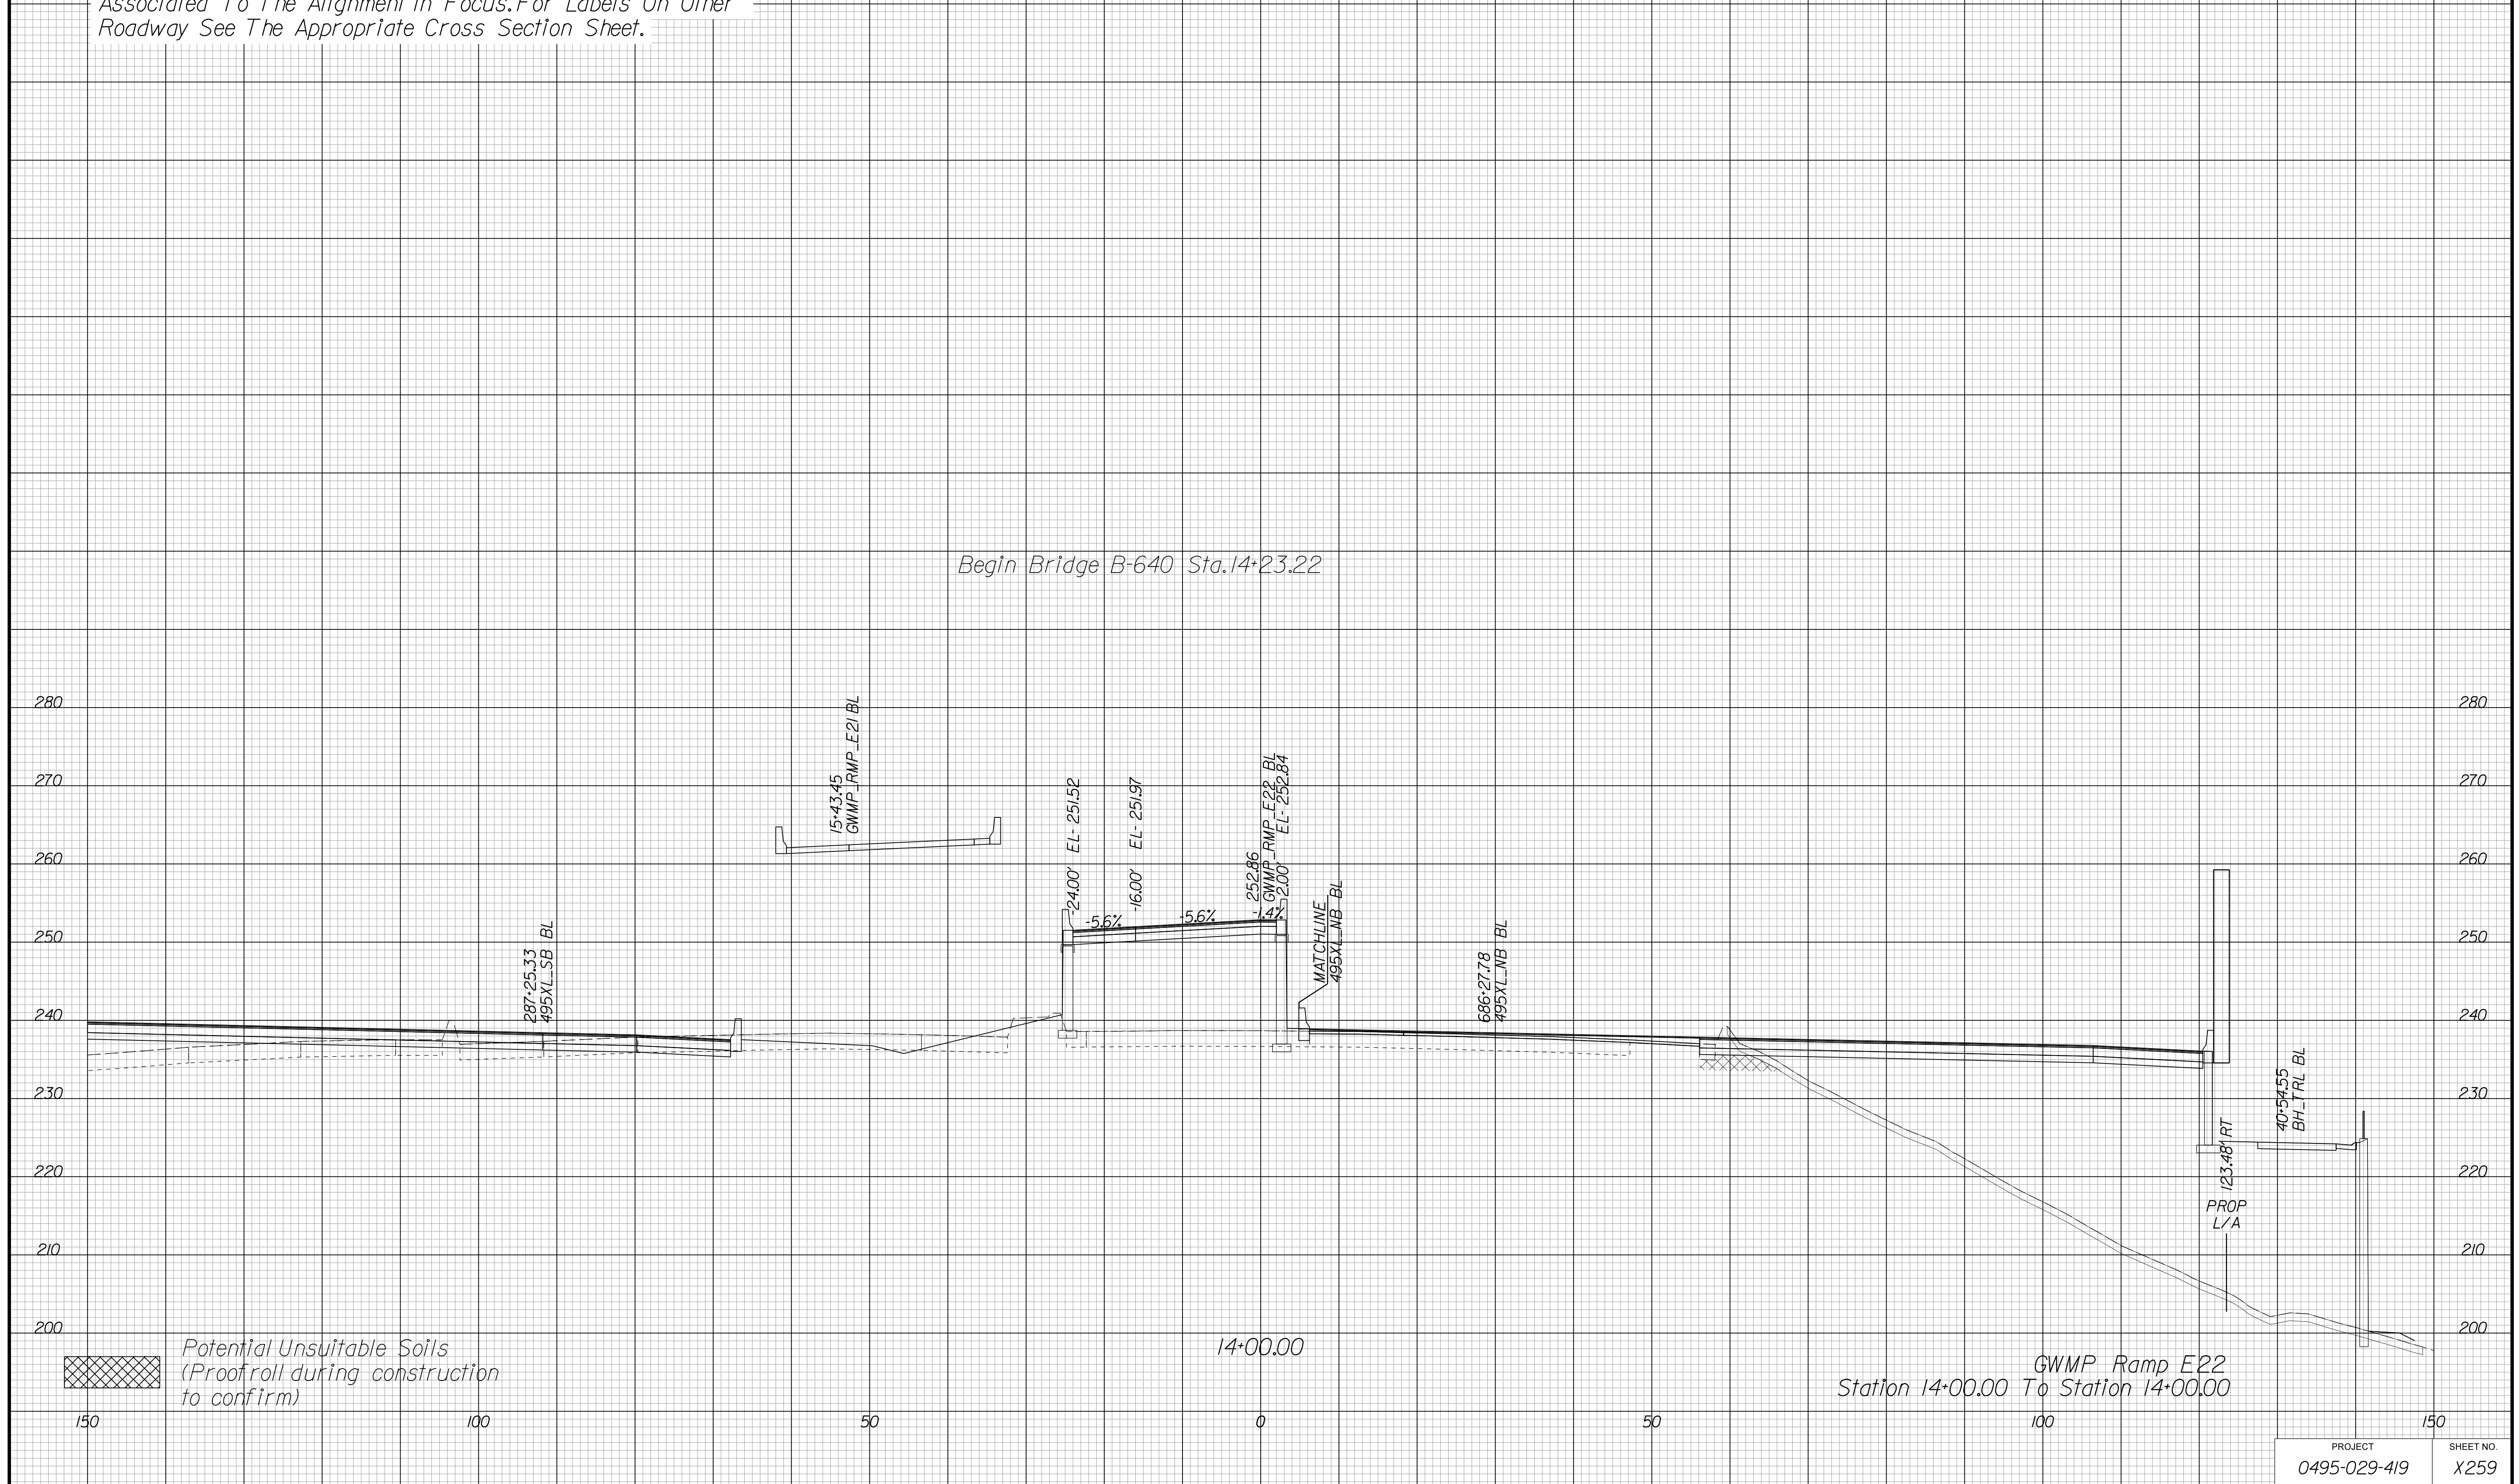 Associated To The Alignment In Focus. For Labels On Other
Roadway See The Appropriate Cross Section Sheet.
Begin Bridge B-640 Sta. 14+23.22
280
280
270
270
260
260
250
250
240
240
230
230
220
220
210
210
200
200
287+25.33
495XL_SB BL
15+43.45
GWMP_RMP_E21 BL
-24.00' EL- 251.52
-5.6%
-16.00' EL- 251.97
-5.6%
252.86
GWMP_RMP_E22 BL
-1.4%
2.00' EL- 252.84
MATCHLINE
495XL_NB BL
686+27.78
495XL_NB BL
40+54.55
BH_TRL BL
123.48' RT
PROP
L/A
Potential Unsuitable Soils
(Proofroll during construction
to confirm)
14+00.00
GWMP Ramp E22
Station 14+00.00 To Station 14+00.00
150
100
50
0
50
100
150
PROJECT
0495-029-419
SHEET NO.
X259